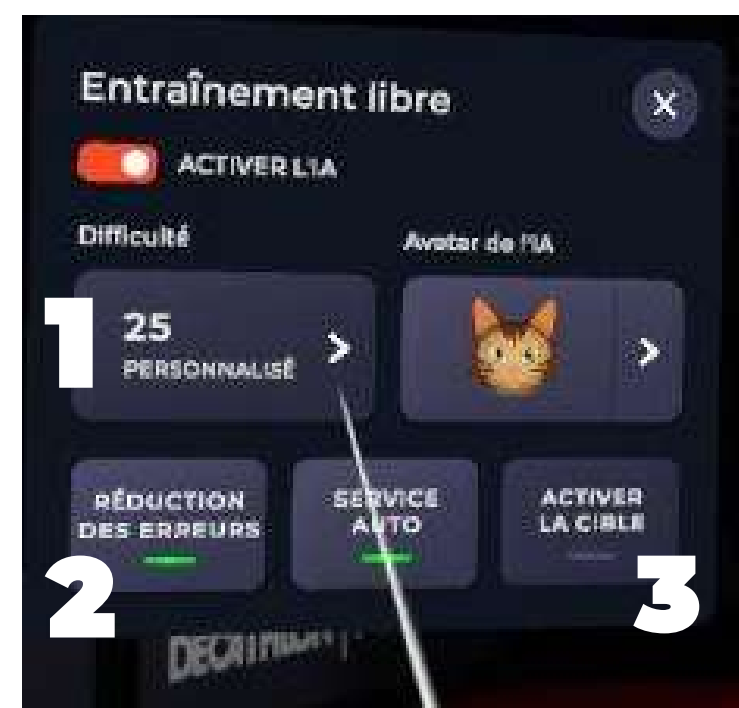 Entraînement libre
X
ACTIVER L'IA
Difficulté
Avatar de l'IA
1
25
PERSONNALISÉ
RÉDUCTION
DES ERREURS
SERVICE
AUTO
ACTIVER
LA CIBLE
2
3
DECATHLON